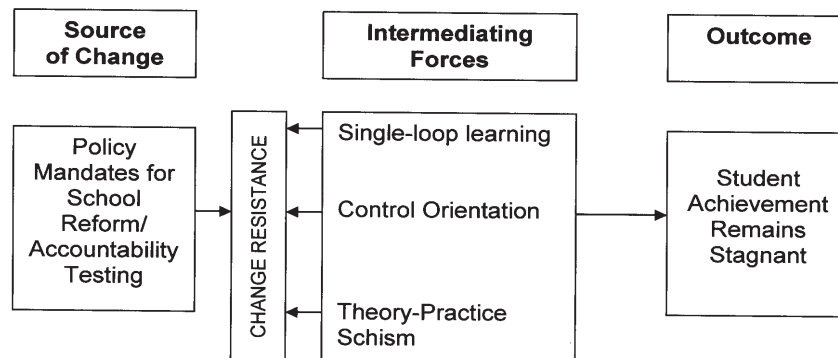 Source
of Change
Intermediating
Forces
Outcome
Policy
Mandates for
School
Reform/
Accountability
Testing
CHANGE RESISTANCE
Single-loop learning
Control Orientation
Theory-Practice
Schism
Student
Achievement
Remains
Stagnant